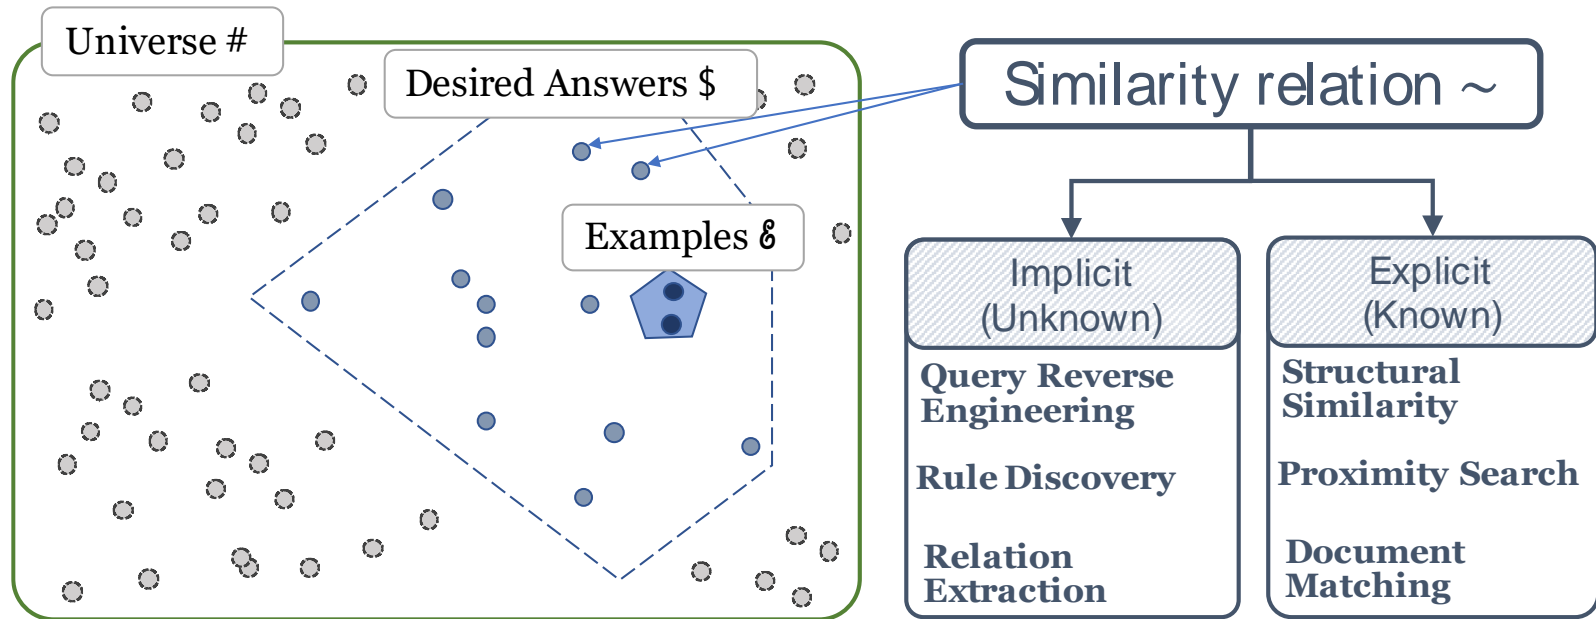 Universe #
Desired Answers $
Examples &
Similarity relation ~
Implicit
(Unknown)
Query Reverse
Engineering
Rule Discovery
Relation
Extraction
Explicit
(Known)
Structural
Similarity
Proximity Search
Document
Matching